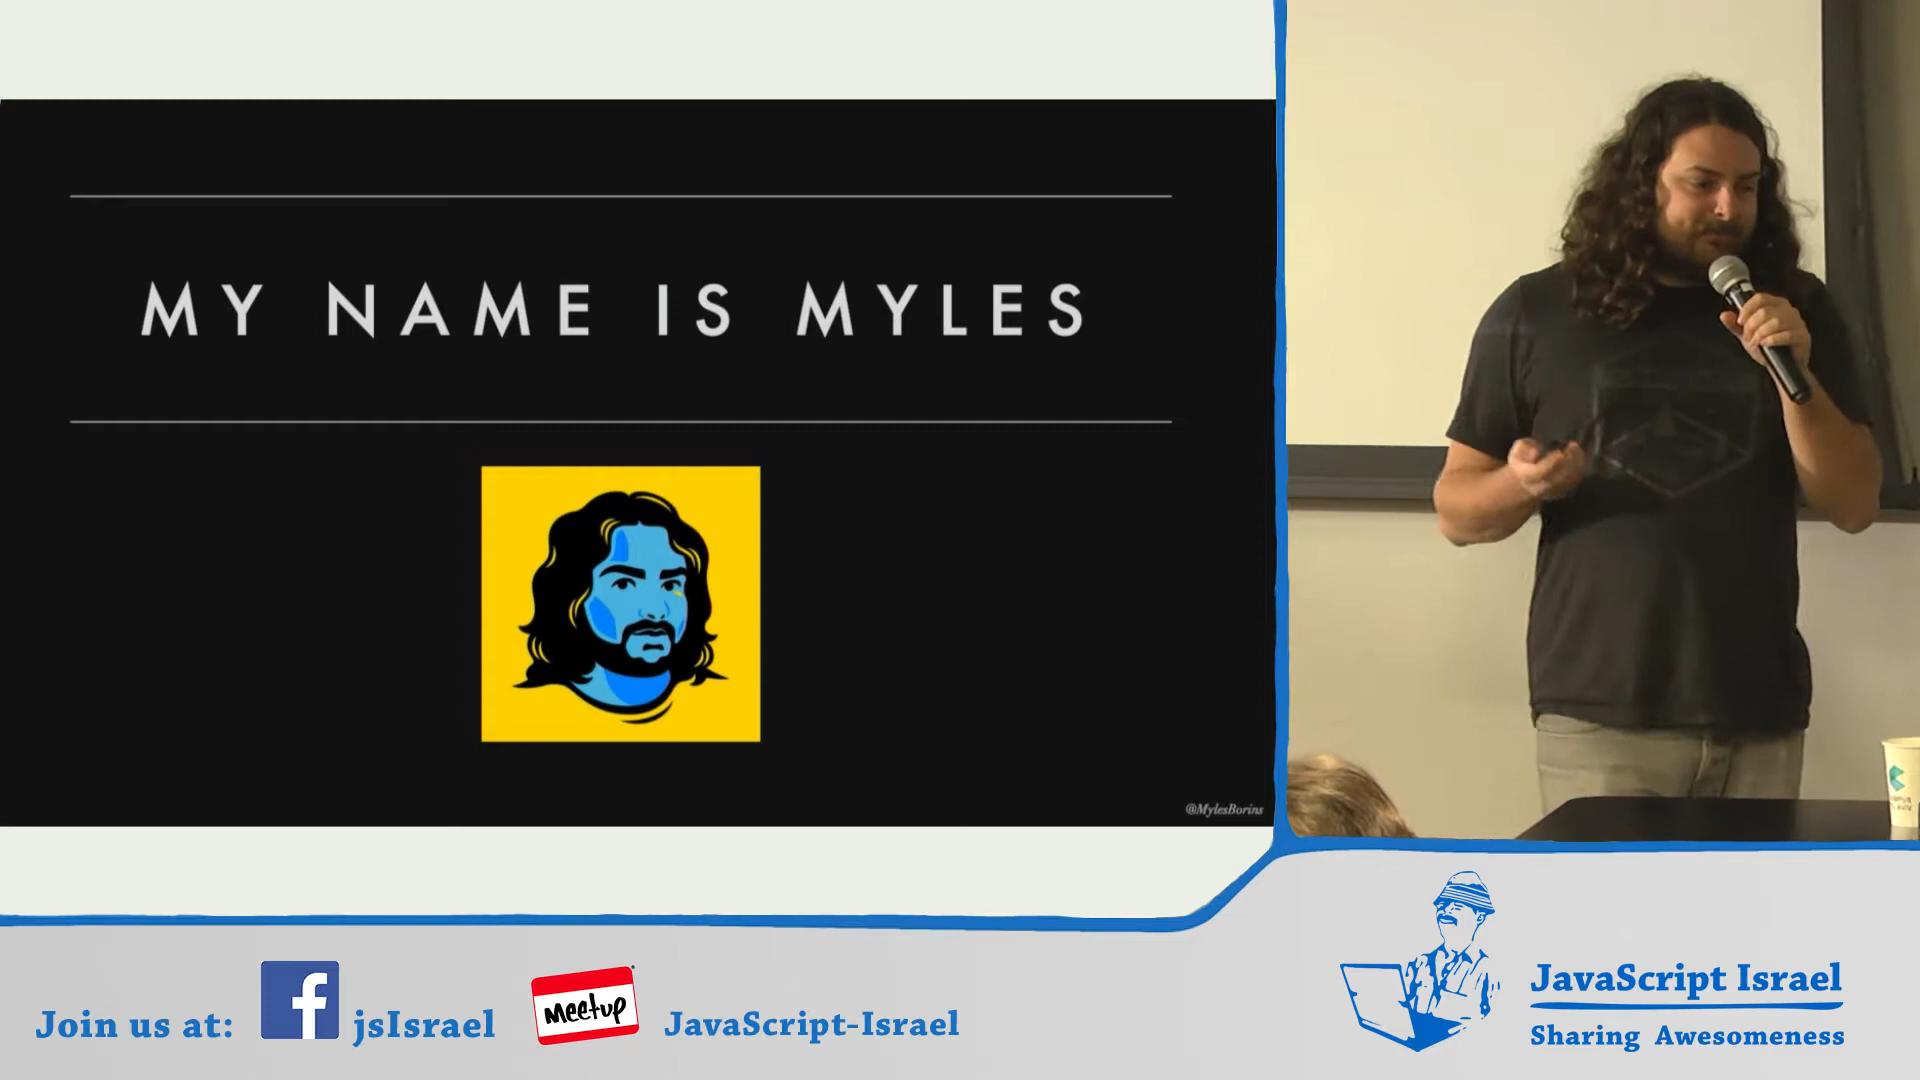 MY NAME IS MYLES
@MylesBorins
Join us at:
f
jsIsrael
Meetup
JavaScript-Israel
JavaScript Israel
Sharing Awesomeness